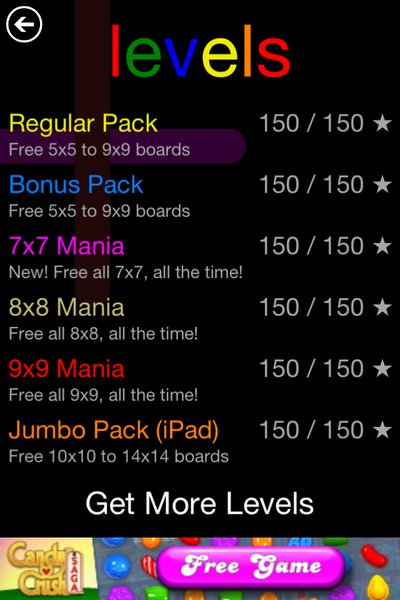 levels
Regular Pack 150 / 150 ★
Free 5x5 to 9x9 boards
Bonus Pack 150 / 150 ★
Free 5x5 to 9x9 boards
7x7 Mania 150 / 150 ★
New! Free all 7x7, all the time!
8x8 Mania 150 / 150 ★
Free all 8x8, all the time!
9x9 Mania 150 / 150 ★
Free all 9x9, all the time!
Jumbo Pack (iPad) 150 / 150 ★
Free 10x10 to 14x14 boards
Get More Levels
Candy Crush SAGA
Free Game